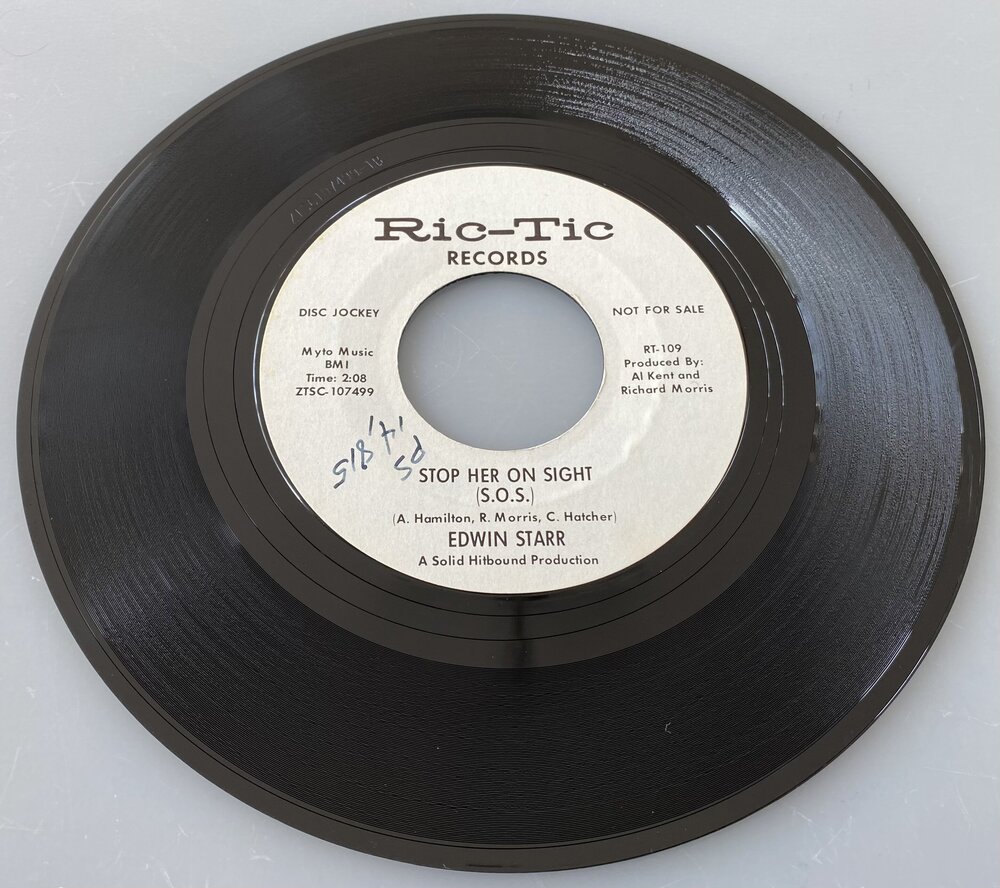 Ric-Tic
RECORDS
DISC JOCKEY
NOT FOR SALE
Myto Music
BMI
Time: 2:08
ZTSC-107499
RT-109
Produced By:
Al Kent and
Richard Morris
STOP HER ON SIGHT
(S.O.S.)
(A. Hamilton, R. Morris, C. Hatcher)
EDWIN STARR
A Solid Hitbound Production